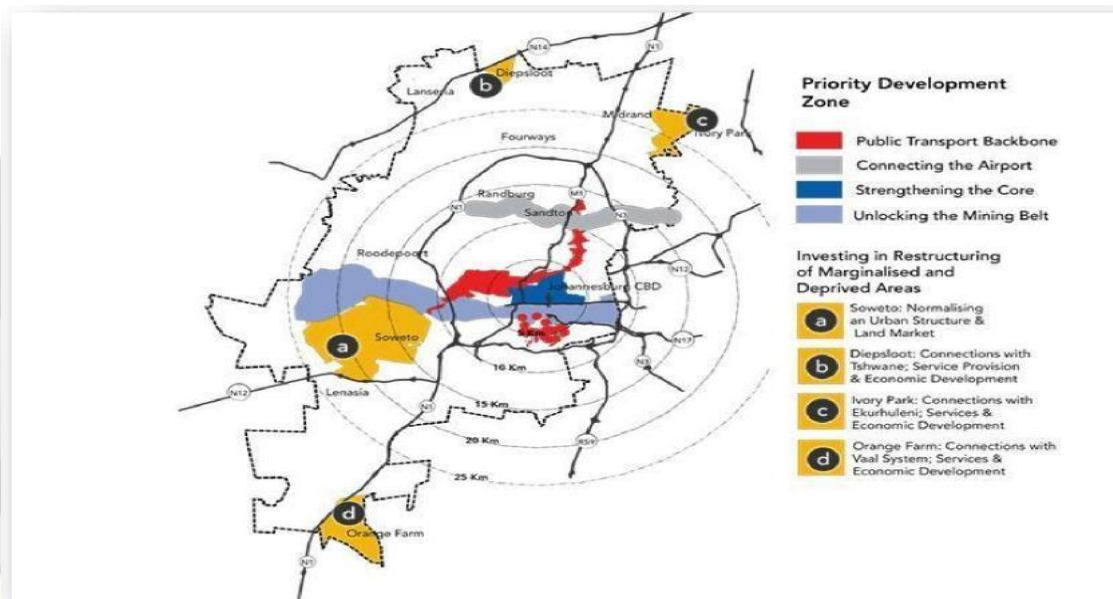 N14
N1
Diepsloot
b
Lanseria
Midrand
c
Ivory Park
Fourways
Randburg
M1
N1
Sandton
N3
Roodepoort
N12
Johannesburg CBD
Soweto
a
5 Km
N17
10 Km
N3
Lenasia
N12
N1
15 Km
20 Km
R59
25 Km
d
Orange Farm
N1
Priority Development
Zone
Public Transport Backbone
Connecting the Airport
Strengthening the Core
Unlocking the Mining Belt
Investing in Restructuring
of Marginalised and
Deprived Areas
a
Soweto: Normalising
an Urban Structure &
Land Market
b
Diepsloot: Connections with
Tshwane; Service Provision
& Economic Development
c
Ivory Park: Connections with
Ekurhuleni; Services &
Economic Development
d
Orange Farm: Connections with
Vaal System; Services &
Economic Development